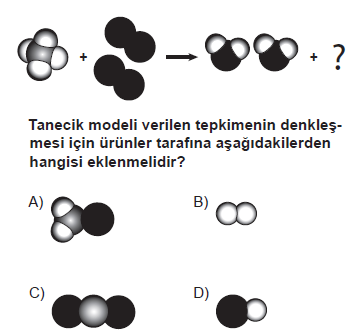 + + ?
Tanecik modeli verilen tepkimenin denkleş-
mesi için ürünler tarafına aşağıdakilerden
hangisi eklenmelidir?
A) B)
C) D)